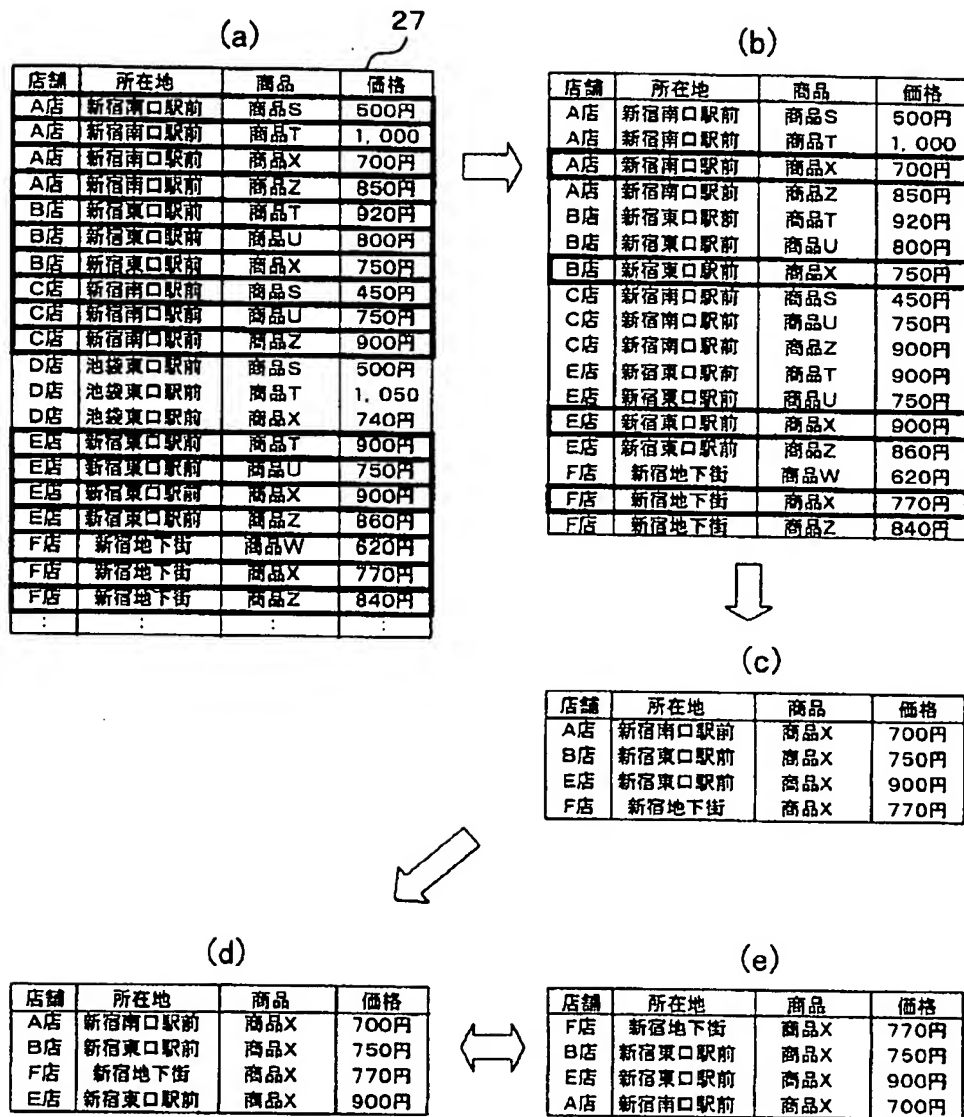 (a)
27
店舗 所在地 商品 価格
A店 新宿南口駅前 商品S 500円
A店 新宿南口駅前 商品T 1,000
A店 新宿南口駅前 商品X 700円
A店 新宿南口駅前 商品Z 850円
B店 新宿東口駅前 商品T 920円
B店 新宿東口駅前 商品U 800円
B店 新宿東口駅前 商品X 750円
C店 新宿南口駅前 商品S 450円
C店 新宿南口駅前 商品U 750円
C店 新宿南口駅前 商品Z 900円
D店 池袋東口駅前 商品S 500円
D店 池袋東口駅前 商品T 1,050
D店 池袋東口駅前 商品X 740円
E店 新宿東口駅前 商品T 900円
E店 新宿東口駅前 商品U 750円
E店 新宿東口駅前 商品X 900円
E店 新宿東口駅前 商品Z 860円
F店 新宿地下街 商品W 620円
F店 新宿地下街 商品X 770円
F店 新宿地下街 商品Z 840円
: : : :
(b)
店舗 所在地 商品 価格
A店 新宿南口駅前 商品S 500円
A店 新宿南口駅前 商品T 1,000
A店 新宿南口駅前 商品X 700円
A店 新宿南口駅前 商品Z 850円
B店 新宿東口駅前 商品T 920円
B店 新宿東口駅前 商品U 800円
B店 新宿東口駅前 商品X 750円
C店 新宿南口駅前 商品S 450円
C店 新宿南口駅前 商品U 750円
C店 新宿南口駅前 商品Z 900円
E店 新宿東口駅前 商品T 900円
E店 新宿東口駅前 商品U 750円
E店 新宿東口駅前 商品X 900円
E店 新宿東口駅前 商品Z 860円
F店 新宿地下街 商品W 620円
F店 新宿地下街 商品X 770円
F店 新宿地下街 商品Z 840円
(c)
店舗 所在地 商品 価格
A店 新宿南口駅前 商品X 700円
B店 新宿東口駅前 商品X 750円
E店 新宿東口駅前 商品X 900円
F店 新宿地下街 商品X 770円
(d)
店舗 所在地 商品 価格
A店 新宿南口駅前 商品X 700円
B店 新宿東口駅前 商品X 750円
F店 新宿地下街 商品X 770円
E店 新宿東口駅前 商品X 900円
(e)
店舗 所在地 商品 価格
F店 新宿地下街 商品X 770円
B店 新宿東口駅前 商品X 750円
E店 新宿東口駅前 商品X 900円
A店 新宿南口駅前 商品X 700円